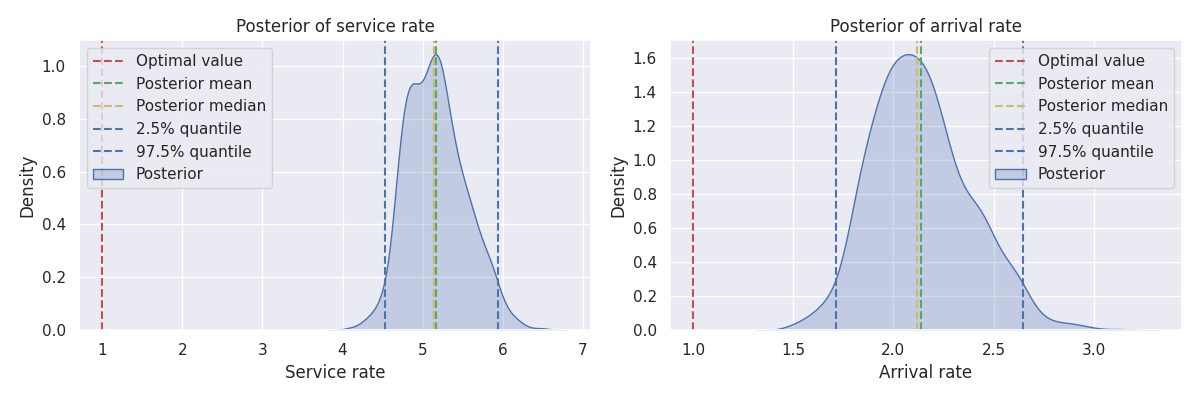 Posterior of service rate
Optimal value
Posterior mean
Posterior median
2.5% quantile
97.5% quantile
Posterior
Density
0.0
0.2
0.4
0.6
0.8
1.0
1
2
3
4
5
6
7
Service rate
Posterior of arrival rate
Optimal value
Posterior mean
Posterior median
2.5% quantile
97.5% quantile
Posterior
Density
0.0
0.2
0.4
0.6
0.8
1.0
1.2
1.4
1.6
1.0
1.5
2.0
2.5
3.0
Arrival rate